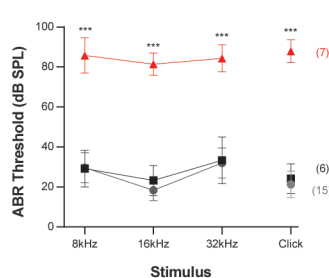 100
80
60
40
20
0
ABR Threshold (dB SPL)
*** *** *** ***
(7)
(6)
(15
8kHz 16kHz 32kHz Click
Stimulus